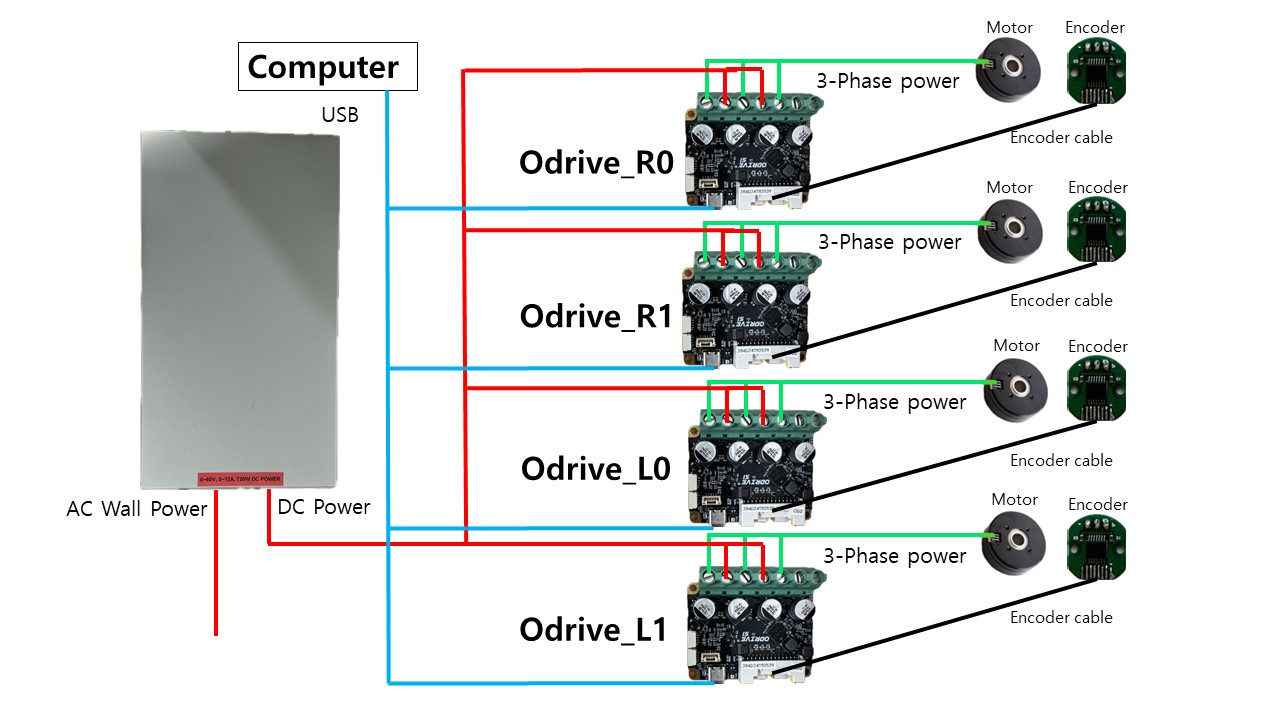 Computer
USB
0~60V, 0~12A, 720W DC POWER
AC Wall Power
DC Power
Odrive_R0
3-Phase power
Motor
Encoder
Encoder cable
Odrive_R1
3-Phase power
Motor
Encoder
Encoder cable
Odrive_L0
3-Phase power
Motor
Encoder
Encoder cable
Odrive_L1
3-Phase power
Motor
Encoder
Encoder cable